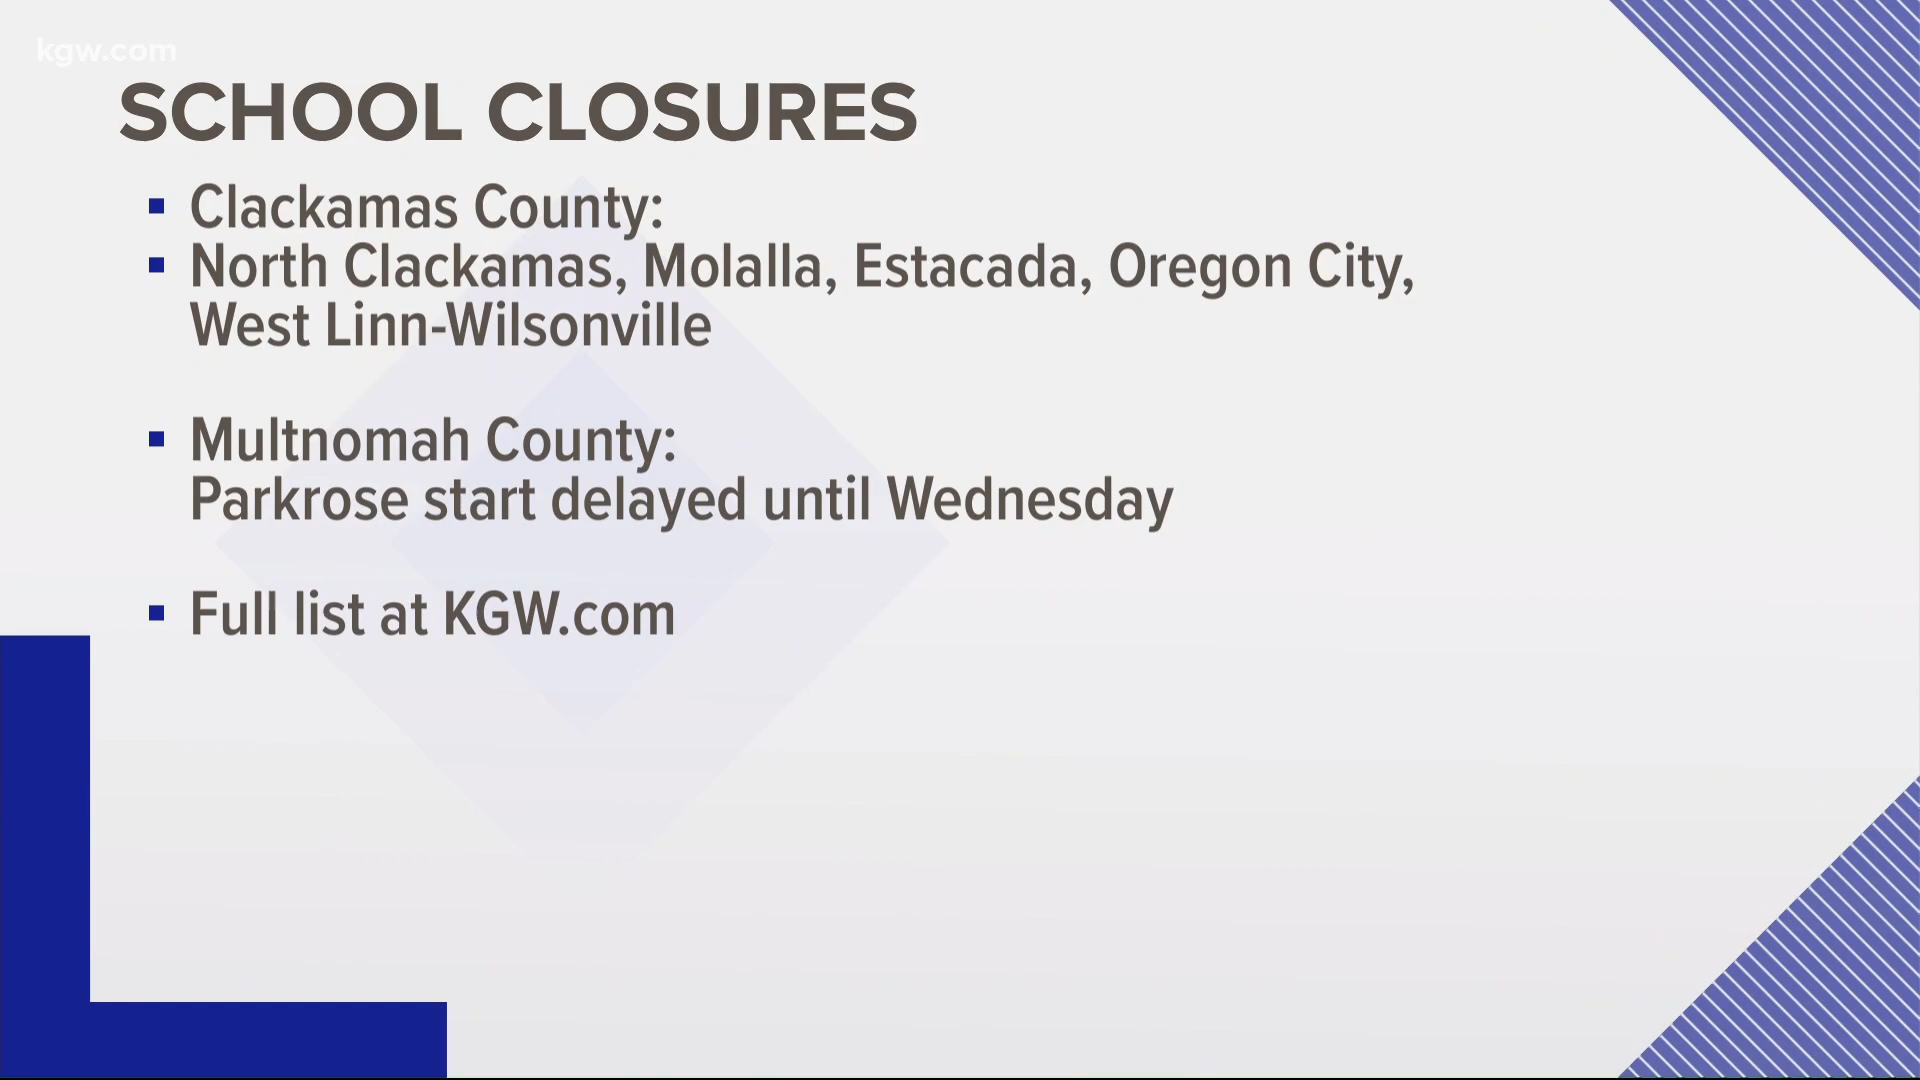 kgw.com
SCHOOL CLOSURES
▪ Clackamas County:
▪ North Clackamas, Molalla, Estacada, Oregon City,
West Linn-Wilsonville
▪ Multnomah County:
Parkrose start delayed until Wednesday
▪ Full list at KGW.com